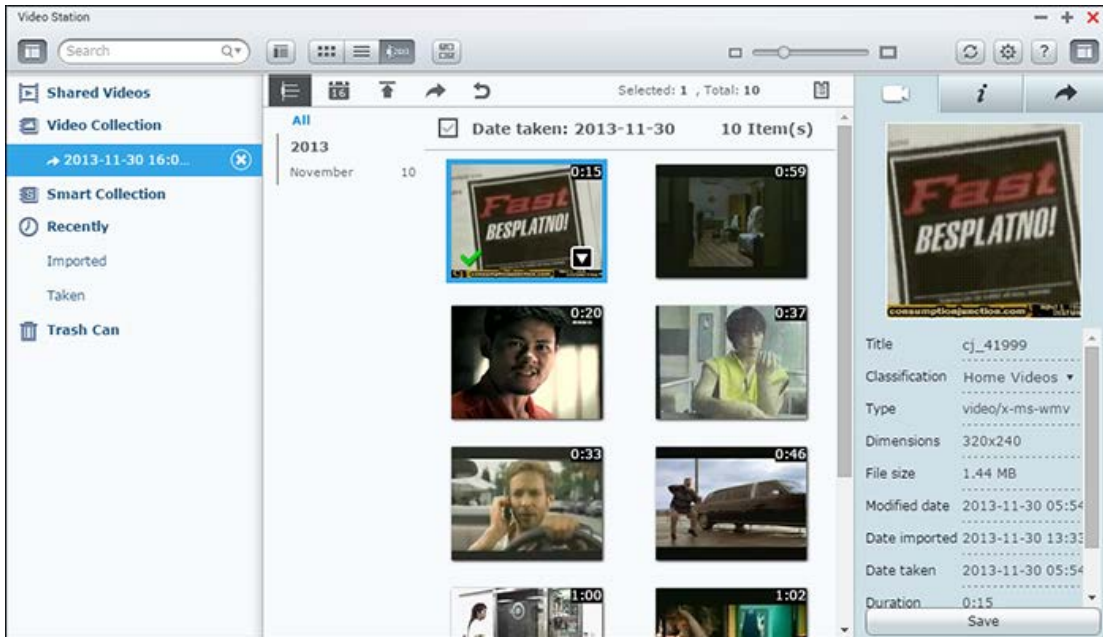 Video Station
Search
Shared Videos
Video Collection
2013-11-30 16:0...
Smart Collection
Recently
Imported
Taken
Trash Can
16
Selected: 1 , Total: 10
All
2013
November 10
Date taken: 2013-11-30 10 Item(s)
0:15
Fast
BESPLATNO!
0:59
0:20
0:37
0:33
0:46
1:00
1:02
Fast
BESPLATNO!
consumptionjunction.com
Title cj_41999
Classification Home Videos
Type video/x-ms-wmv
Dimensions 320x240
File size 1.44 MB
Modified date 2013-11-30 05:54
Date imported 2013-11-30 13:33
Date taken 2013-11-30 05:54
Duration 0:15
Save